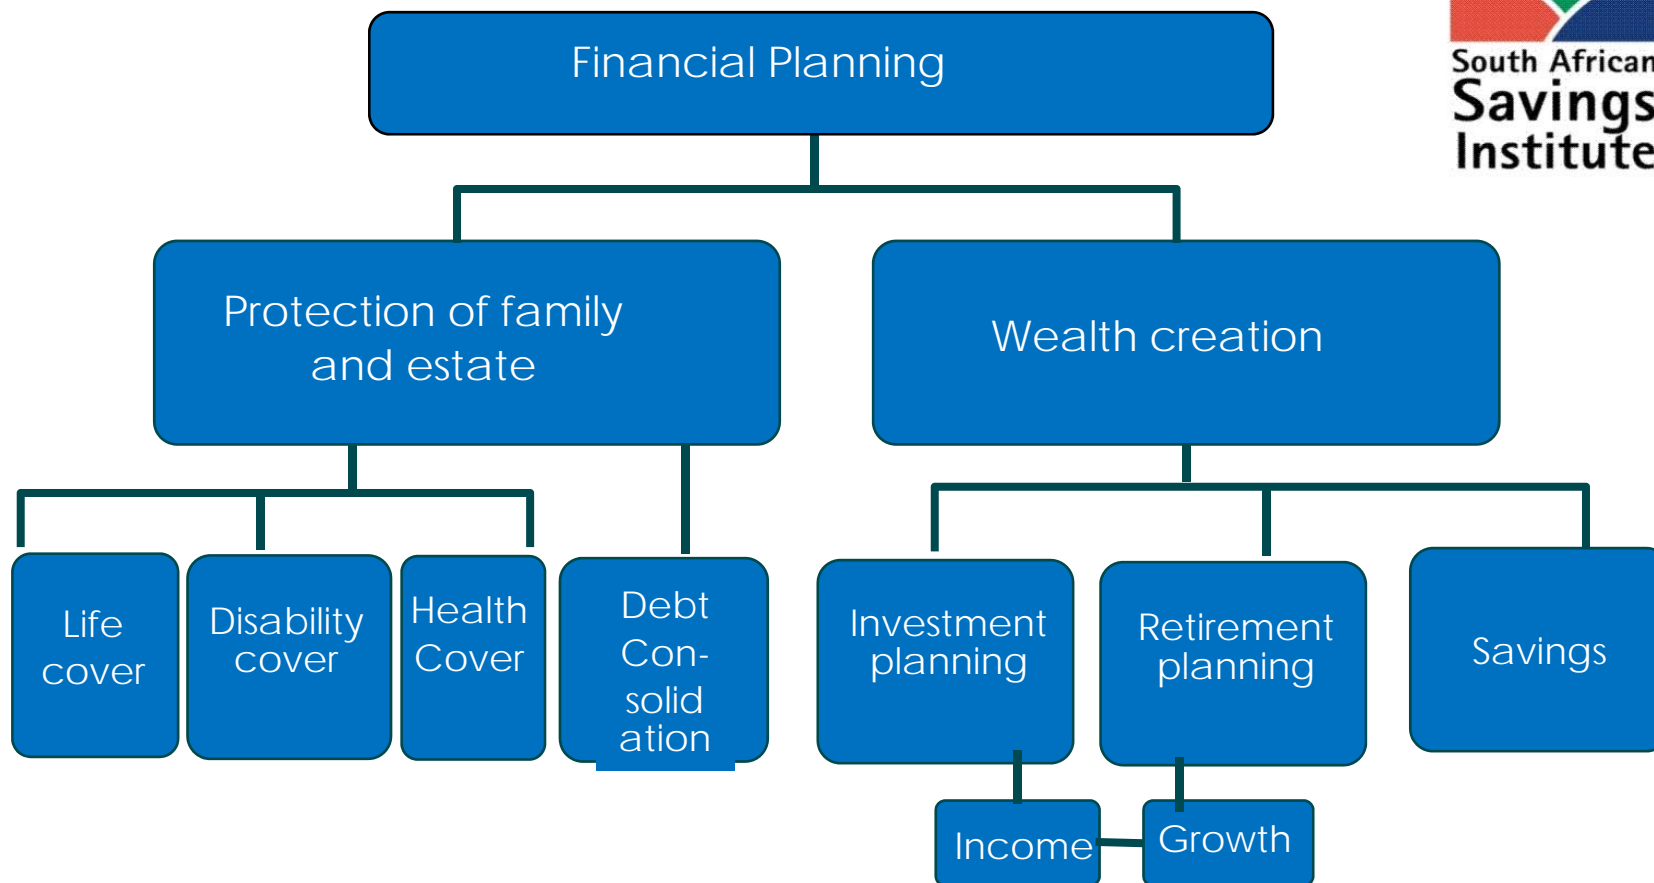 Financial Planning
South African
Savings
Institute
Protection of family
and estate
Wealth creation
Life
cover
Disability
cover
Health
Cover
Debt
Con-
solid
ation
Investment
planning
Retirement
planning
Savings
Income
Growth